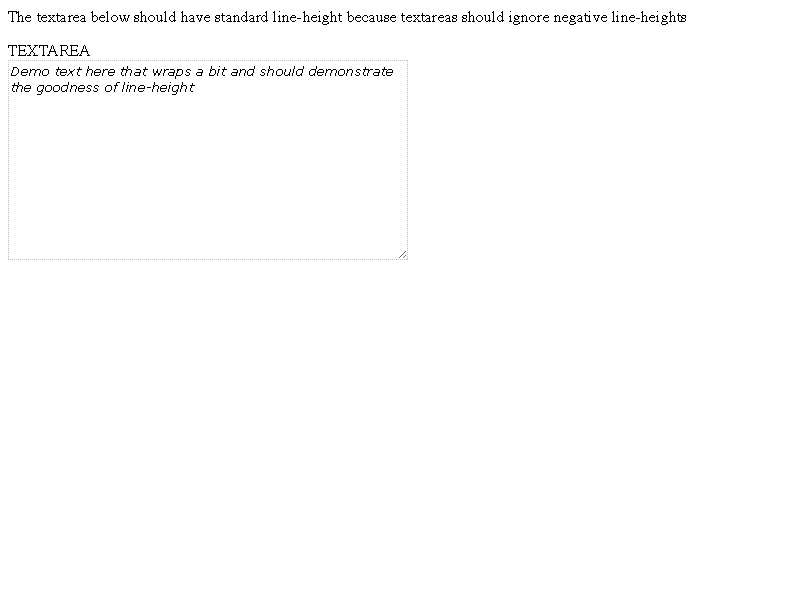 The textarea below should have standard line-height because textareas should ignore negative line-heights
TEXTAREA
Demo text here that wraps a bit and should demonstrate
the goodness of line-height